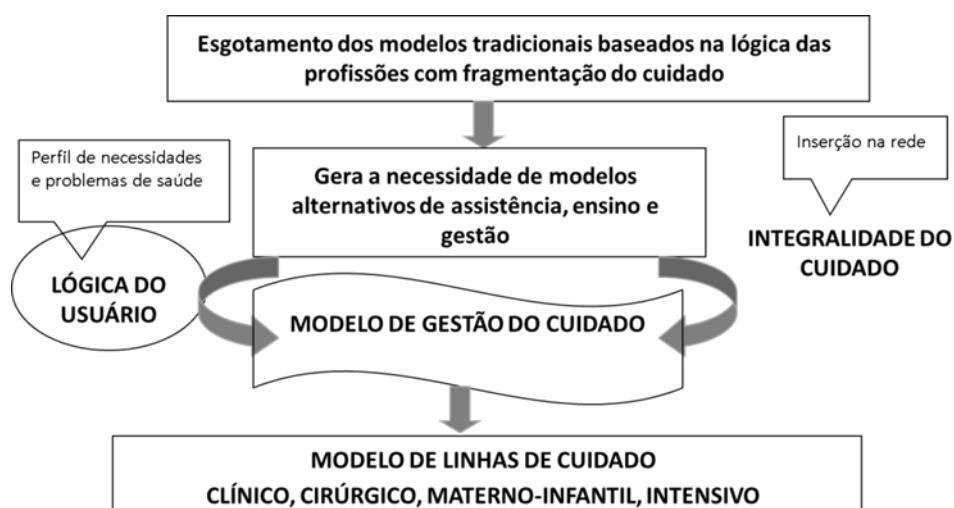 Esgotamento dos modelos tradicionais baseados na lógica das
profissões com fragmentação do cuidado
Perfil de necessidades
e problemas de saúde
Inserção na rede
Gera a necessidade de modelos
alternativos de assistência, ensino e
gestão
LÓGICA DO
USUÁRIO
INTEGRALIDADE DO
CUIDADO
MODELO DE GESTÃO DO CUIDADO
MODELO DE LINHAS DE CUIDADO
CLÍNICO, CIRÚRGICO, MATERNO-INFANTIL, INTENSIVO